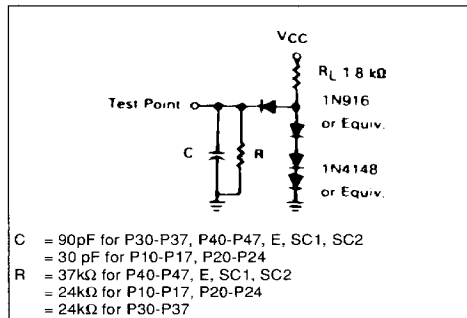 VCC
RL 1.8 kΩ
Test Point
1N916
or Equiv.
C
R
1N4148
or Equiv.
C = 90pF for P30-P37, P40-P47, E, SC1, SC2
= 30 pF for P10-P17, P20-P24
R = 37kΩ for P40-P47, E, SC1, SC2
= 24kΩ for P10-P17, P20-P24
= 24kΩ for P30-P37